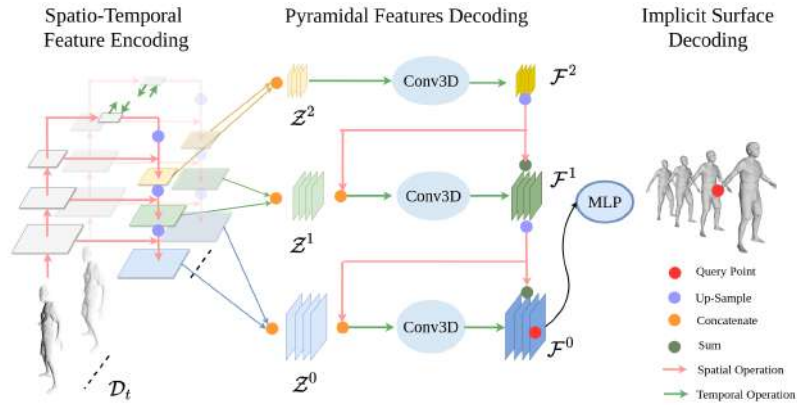 Spatio-Temporal
Feature Encoding
Pyramidal Features Decoding
Implicit Surface
Decoding
Conv3D
𝓕²
𝒵²
𝓕¹
Conv3D
MLP
𝒵¹
Query Point
Up-Sample
Conv3D
Concatenate
𝓕⁰
Sum
𝒟ₜ
𝒵⁰
Spatial Operation
Temporal Operation